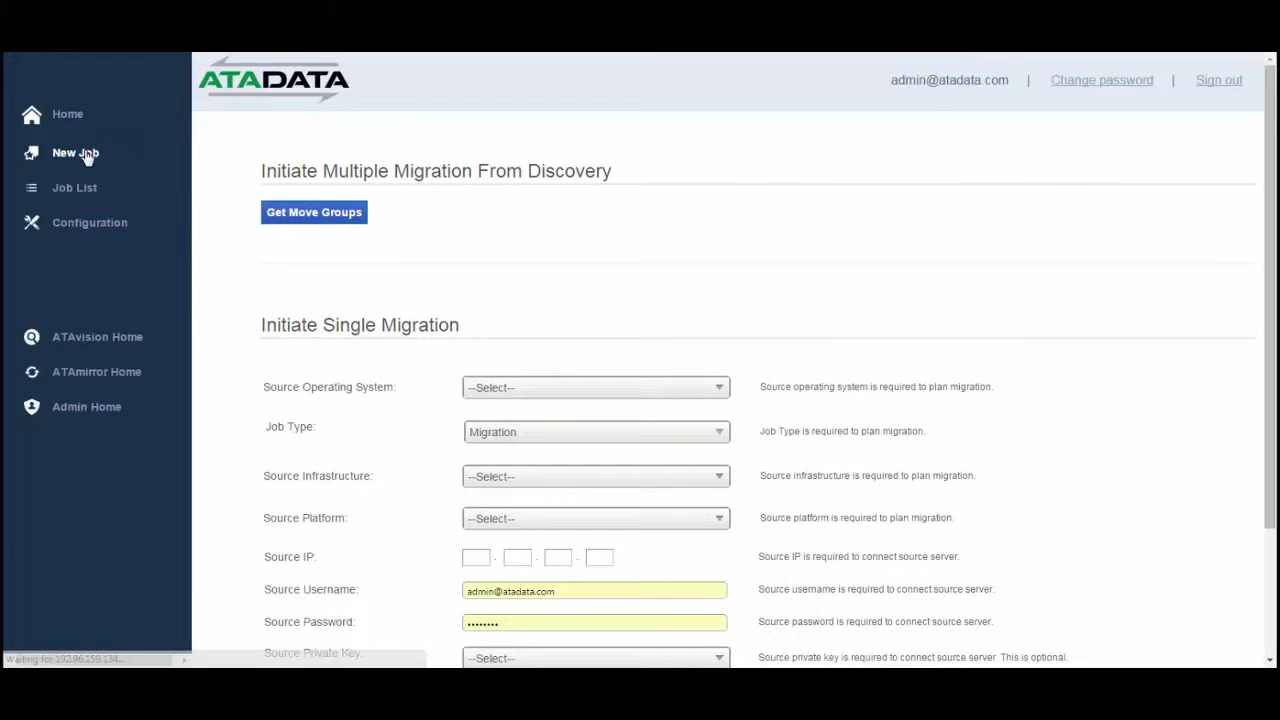 ATADATA
admin@atadata.com | Change password | Sign out
Home
New Job
Job List
Configuration
ATAvision Home
ATAmirror Home
Admin Home
Initiate Multiple Migration From Discovery
Get Move Groups
Initiate Single Migration
Source Operating System: --Select-- Source operating system is required to plan migration.
Job Type: Migration Job Type is required to plan migration.
Source Infrastructure: --Select-- Source infrastructure is required to plan migration.
Source Platform: --Select-- Source platform is required to plan migration.
Source IP: . . . Source IP is required to connect source server.
Source Username: admin@atadata.com Source username is required to connect source server.
Source Password: •••••••• Source password is required to connect source server.
Source Private Key: --Select-- Source private key is required to connect source server. This is optional.
Waiting for 192.96.159.134...